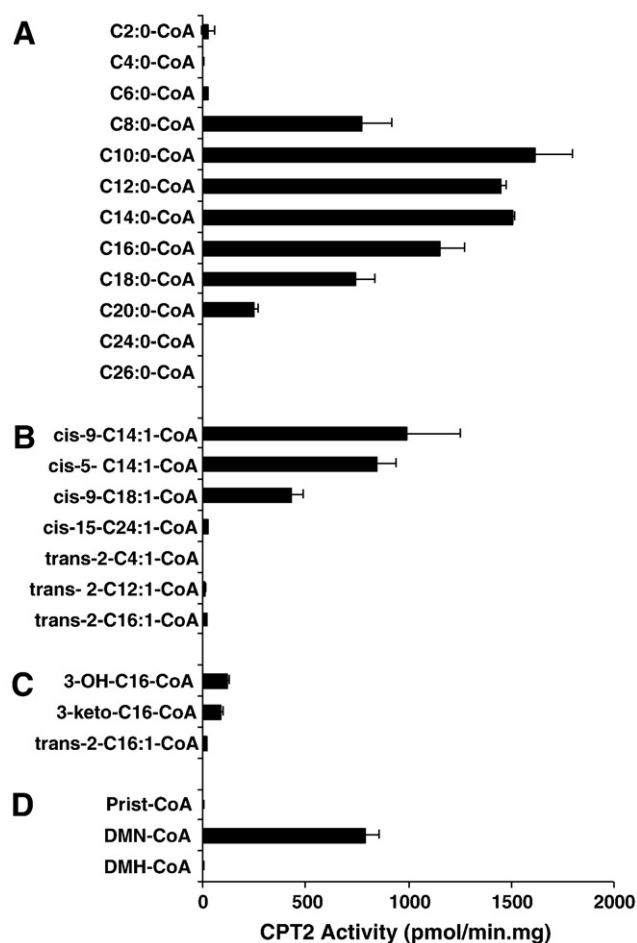 A
C2:0-CoA
C4:0-CoA
C6:0-CoA
C8:0-CoA
C10:0-CoA
C12:0-CoA
C14:0-CoA
C16:0-CoA
C18:0-CoA
C20:0-CoA
C24:0-CoA
C26:0-CoA
B
cis-9-C14:1-CoA
cis-5- C14:1-CoA
cis-9-C18:1-CoA
cis-15-C24:1-CoA
trans-2-C4:1-CoA
trans- 2-C12:1-CoA
trans-2-C16:1-CoA
C
3-OH-C16-CoA
3-keto-C16-CoA
trans-2-C16:1-CoA
D
Prist-CoA
DMN-CoA
DMH-CoA
0 500 1000 1500 2000
CPT2 Activity (pmol/min.mg)